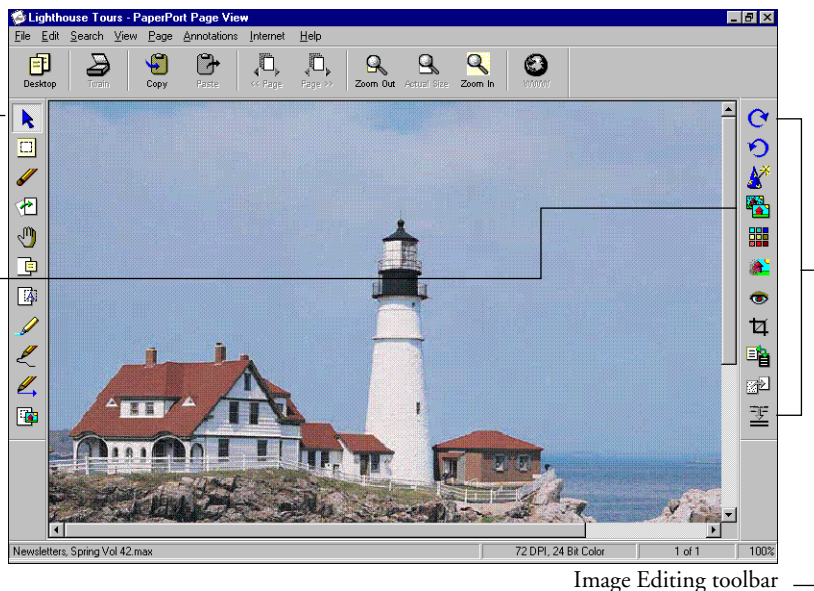 Lighthouse Tours - PaperPort Page View
File Edit Search View Page Annotations Internet Help
Desktop Twain Copy Paste << Page Page >> Zoom Out Actual Size Zoom In WWW
Newsletters, Spring Vol 42.max 72 DPI, 24 Bit Color 1 of 1 100%
Image Editing toolbar